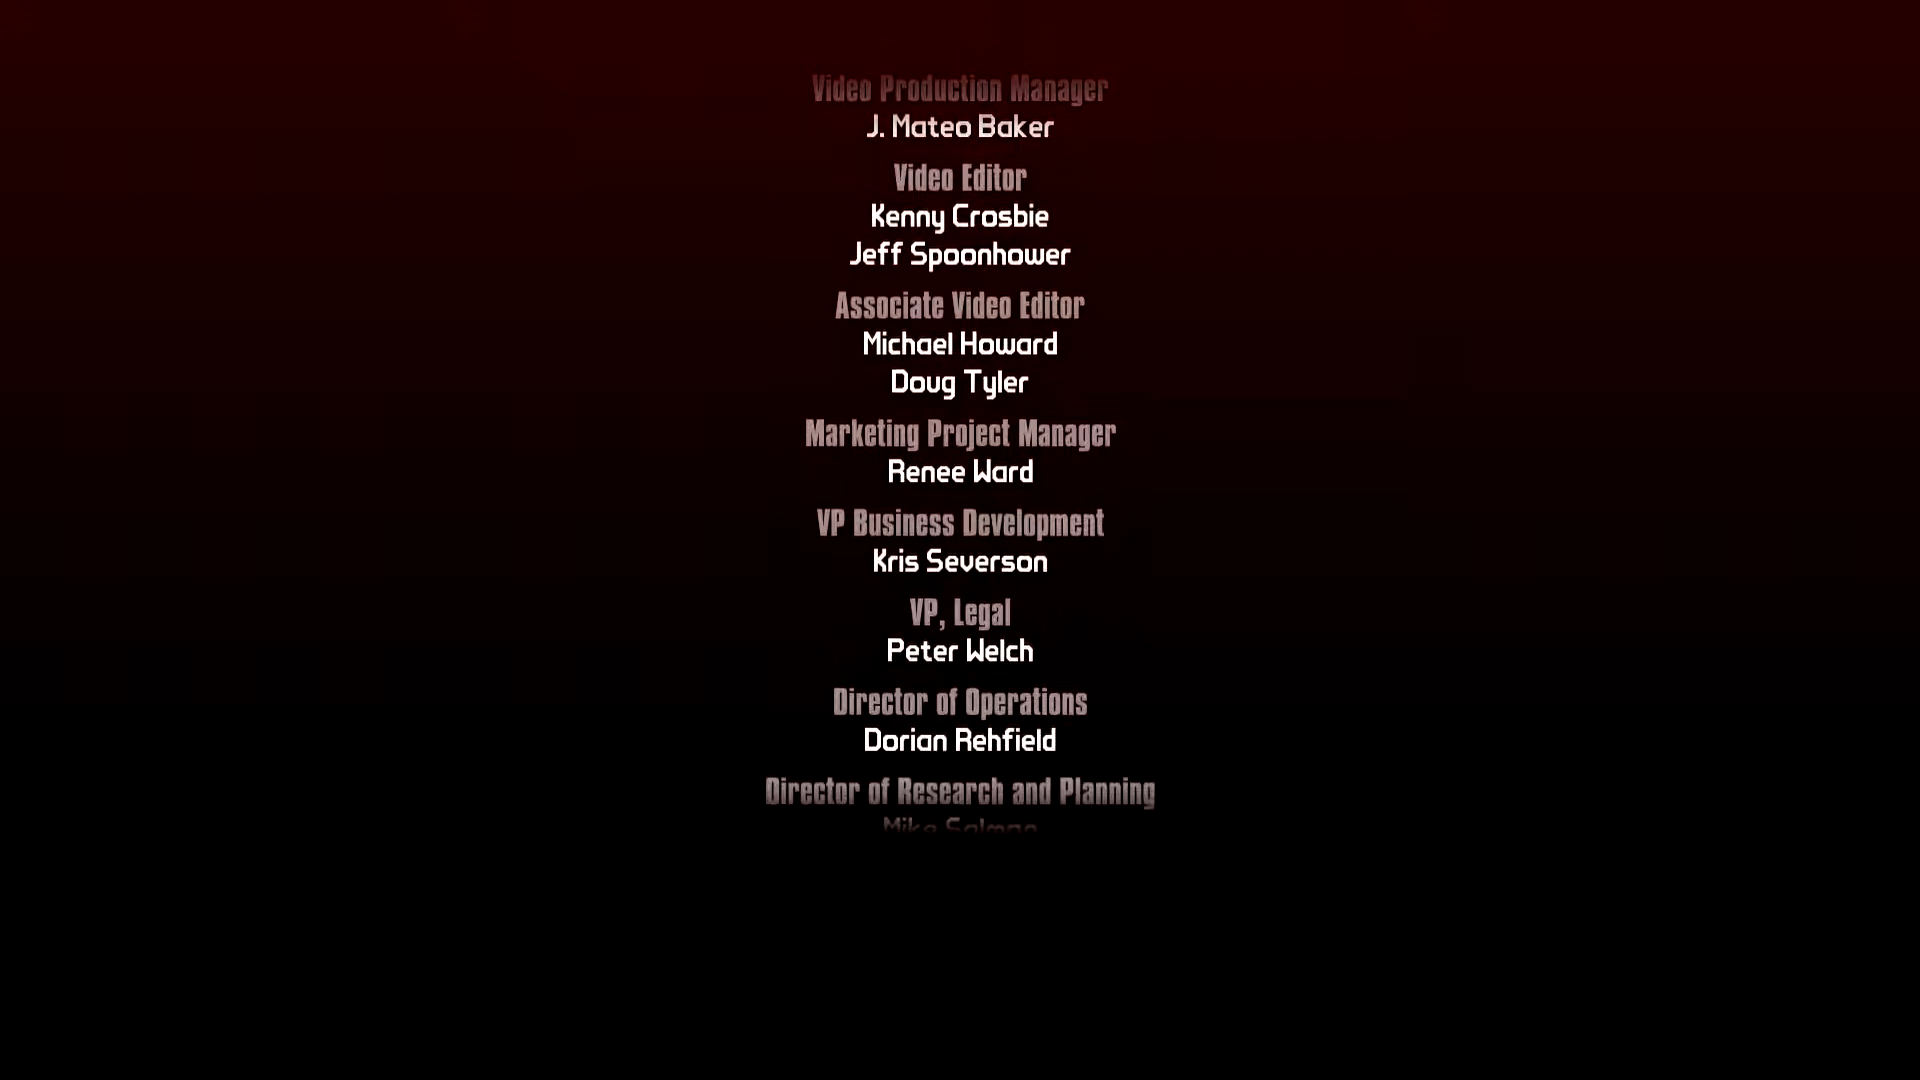 Video Production Manager
J. Mateo Baker
Video Editor
Kenny Crosbie
Jeff Spoonhower
Associate Video Editor
Michael Howard
Doug Tyler
Marketing Project Manager
Renee Ward
VP Business Development
Kris Severson
VP, Legal
Peter Welch
Director of Operations
Dorian Rehfield
Director of Research and Planning
Mike Salmon